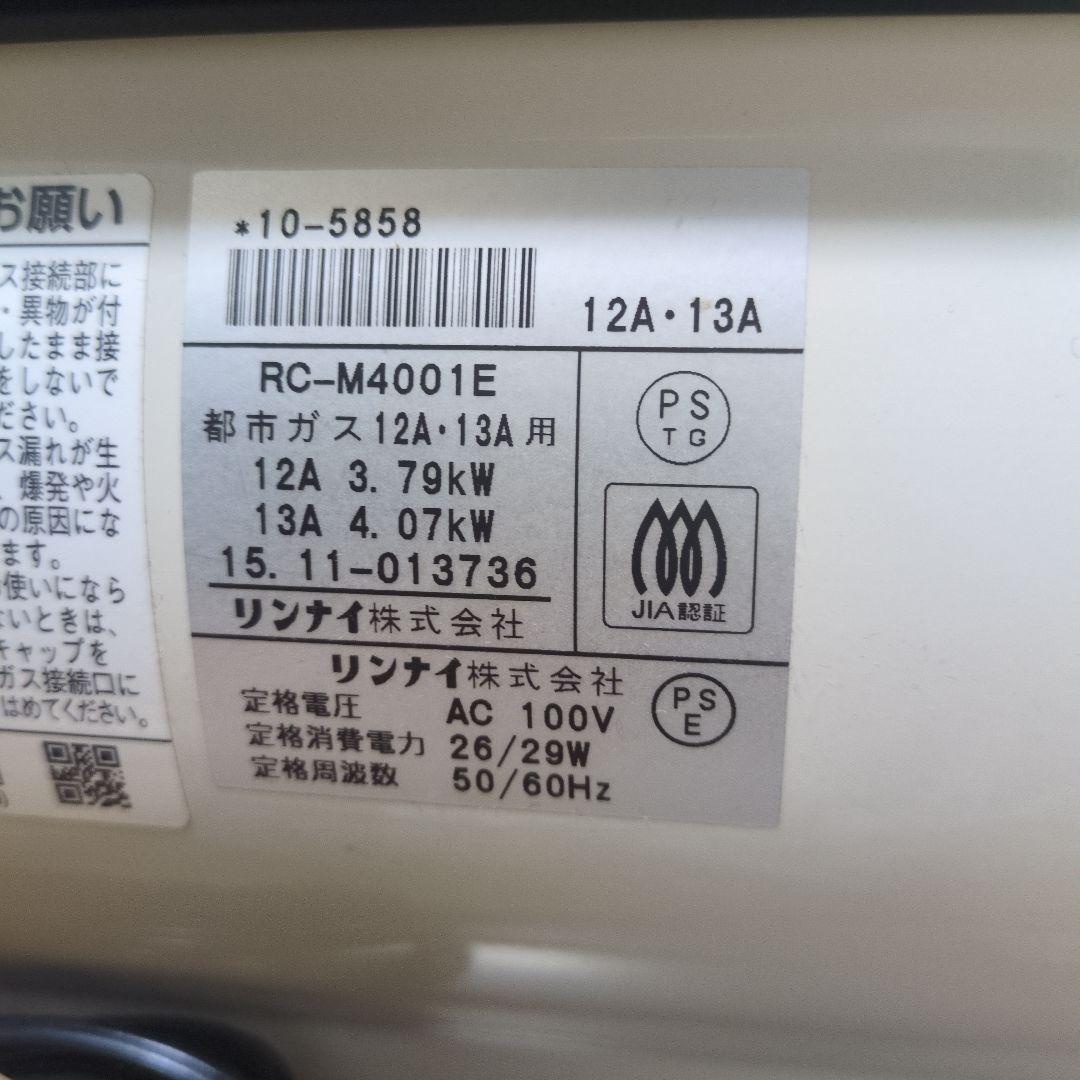 お願い
ス接続部に
・異物が付
したまま接
をしないで
ださい。
ス漏れが生
、爆発や火
の原因にな
ます。
使いになら
ないときは、
キャップを
ガス接続口に
はめてください。
*10-5858
12A・13A
RC-M4001E
都市ガス12A・13A用
12A 3.79kW
13A 4.07kW
15.11-013736
リンナイ株式会社
PS
TG
JIA認証
リンナイ株式会社
定格電圧 AC 100V
定格消費電力 26/29W
定格周波数 50/60Hz
PS
E